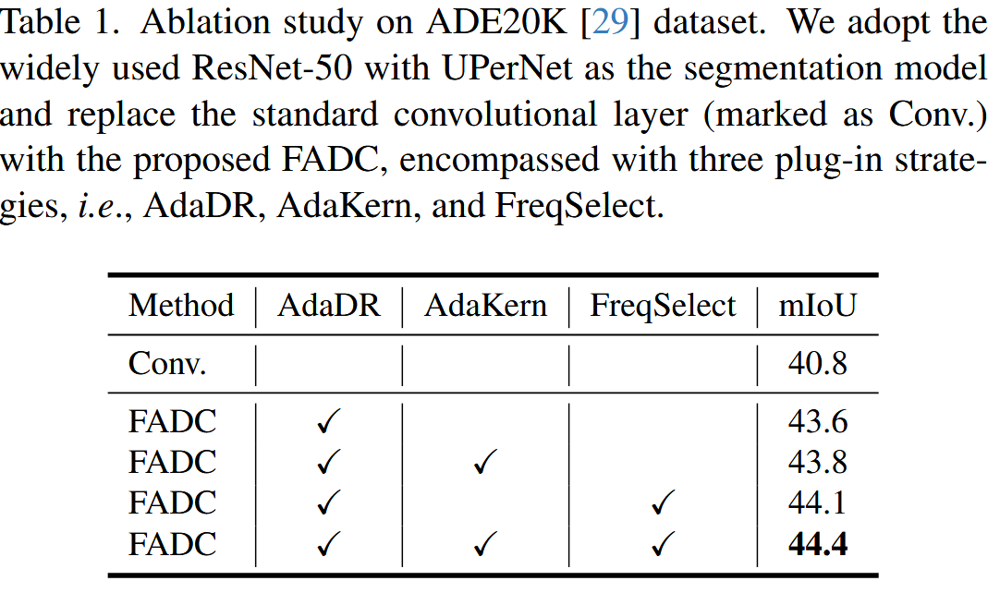 Table 1. Ablation study on ADE20K [29] dataset. We adopt the
widely used ResNet-50 with UPerNet as the segmentation model
and replace the standard convolutional layer (marked as Conv.)
with the proposed FADC, encompassed with three plug-in strate-
gies, i.e., AdaDR, AdaKern, and FreqSelect.
Method AdaDR AdaKern FreqSelect mIoU
Conv. 40.8
FADC ✓ 43.6
FADC ✓ ✓ 43.8
FADC ✓ ✓ 44.1
FADC ✓ ✓ ✓ 44.4